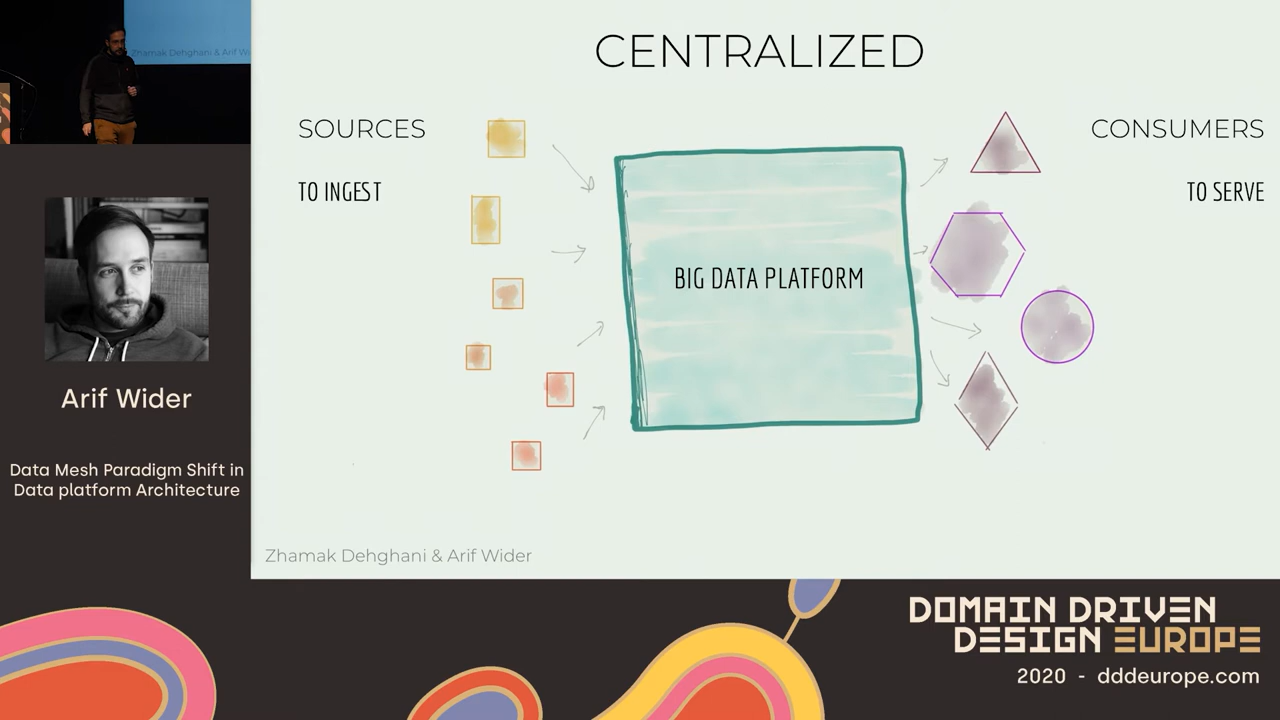 Zhamak Dehghani & Arif Wi
CENTRALIZED
SOURCES
TO INGEST
CONSUMERS
TO SERVE
BIG DATA PLATFORM
Zhamak Dehghani & Arif Wider
Arif Wider
Data Mesh Paradigm Shift in
Data platform Architecture
DOMAIN DRIVEN
DESIGN EUROPE
2020 - dddeurope.com